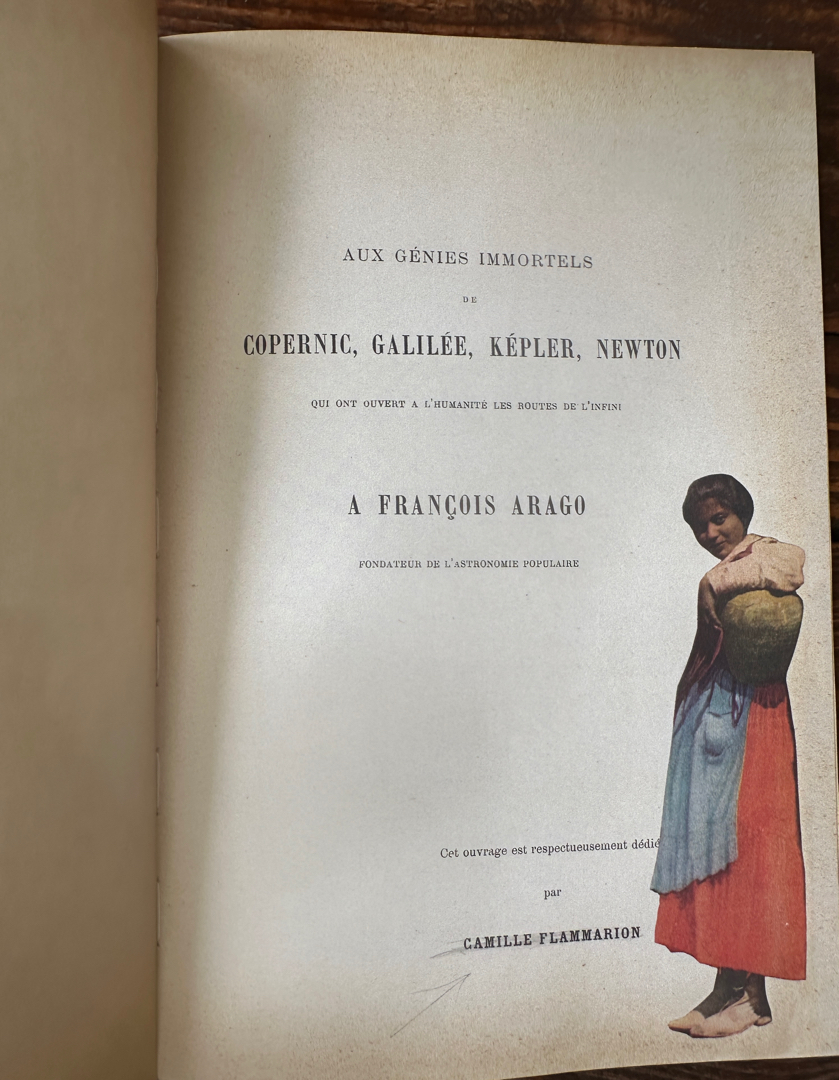 AUX GÉNIES IMMORTELS
DE
COPERNIC, GALILÉE, KÉPLER, NEWTON
QUI ONT OUVERT A L'HUMANITÉ LES ROUTES DE L'INFINI
A FRANÇOIS ARAGO
FONDATEUR DE L'ASTRONOMIE POPULAIRE
Cet ouvrage est respectueusement dédié
par
CAMILLE FLAMMARION